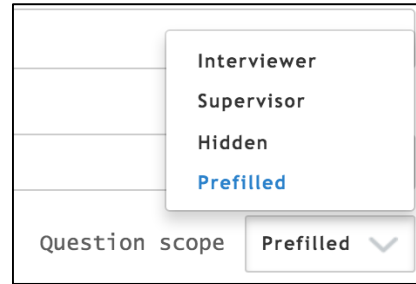 Interviewer
Supervisor
Hidden
Prefilled
Question scope Prefilled